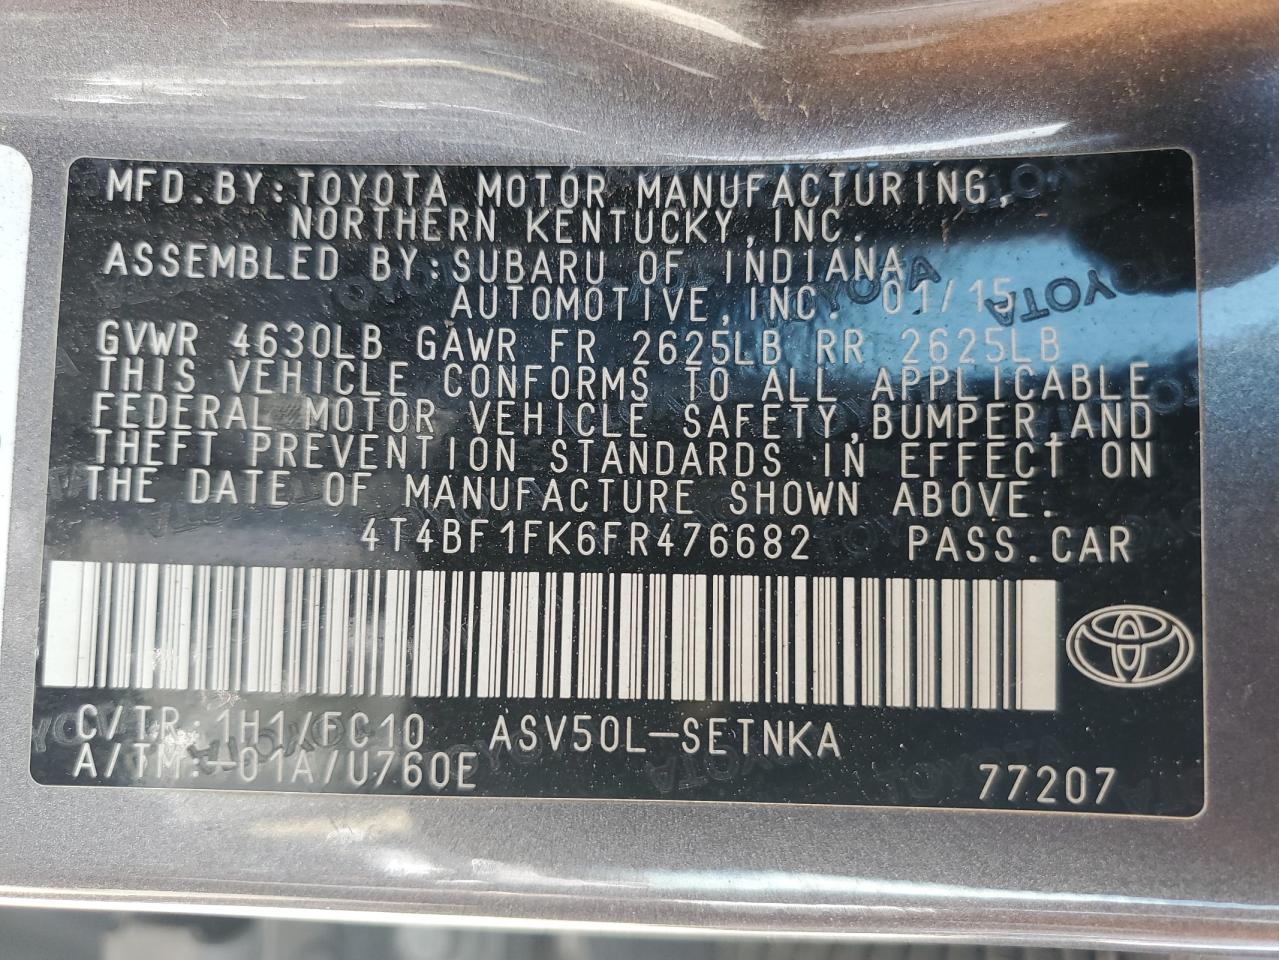 MFD.BY:TOYOTA MOTOR MANUFACTURING,
NORTHERN KENTUCKY,INC.
ASSEMBLED BY:SUBARU OF INDIANA
AUTOMOTIVE,INC. 01/15
GVWR 4630LB GAWR FR 2625LB RR 2625LB
THIS VEHICLE CONFORMS TO ALL APPLICABLE
FEDERAL MOTOR VEHICLE SAFETY,BUMPER,AND
THEFT PREVENTION STANDARDS IN EFFECT ON
THE DATE OF MANUFACTURE SHOWN ABOVE.
4T4BF1FK6FR476682 PASS.CAR
C/TR:1H1/FC10 ASV50L-SETNKA
A/TM:-01A/U760E
77207